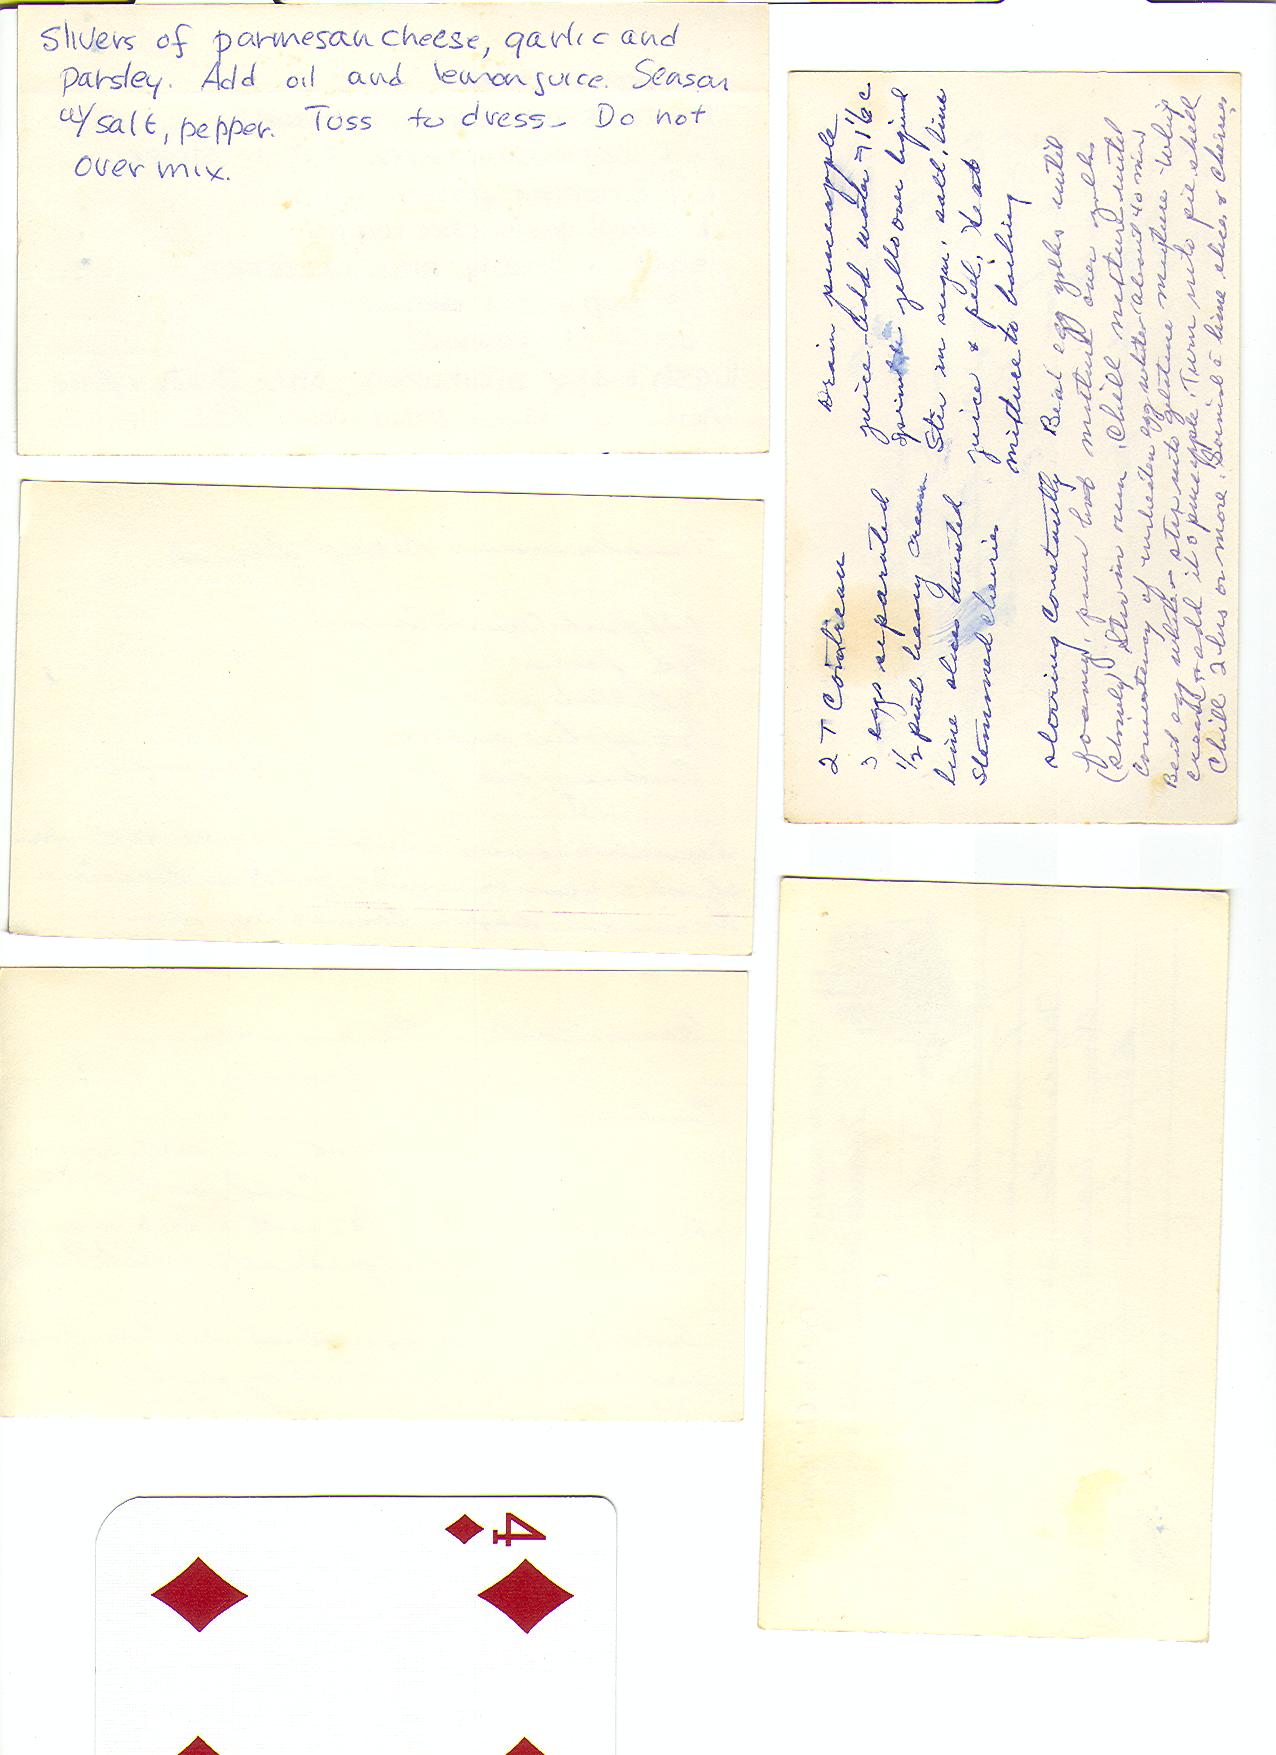 Slivers of parmesan cheese, garlic and
parsley. Add oil and lemon juice. Season
w/ salt, pepper. Toss to dress. Do not
over mix.
2 T Cointreau
3 eggs separated
1/2 pint heavy cream
lime slices twisted
Stemmed cherries
Drain pineapple
juice - Add water = 1 1/6 c
Sprinkle jello over liquid
Stir in sugar, salt, lime
juice & peel, Heat
mixture to boiling
stirring constantly Beat egg yolks until
foamy, pour hot mixture over yolks
(slowly) Stir in rum. Chill mixture until
consistency of unbeaten egg whites about 40 min
Beat egg whites & stir into gelatine mixture. Whip
cream & add it & pineapple. Turn into pie shell
Chill 2 hrs or more. Garnish c lime slices & cherries.
4